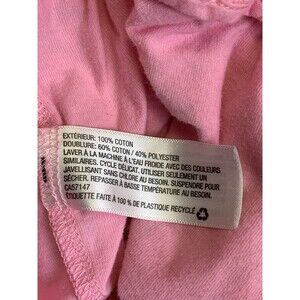 EXTÉRIEUR: 100% COTON
DOUBLURE: 60% COTON / 40% POLYESTER
LAVER À LA MACHINE À L'EAU FROIDE AVEC DES COULEURS
SIMILAIRES. CYCLE DÉLICAT. UTILISER SEULEMENT UN
JAVELLISANT SANS CHLORE AU BESOIN. SUSPENDRE POUR
SÉCHER. REPASSER À BASSE TEMPÉRATURE AU BESOIN.
CA57147
ÉTIQUETTE FAITE À 100 % DE PLASTIQUE RECYCLÉ